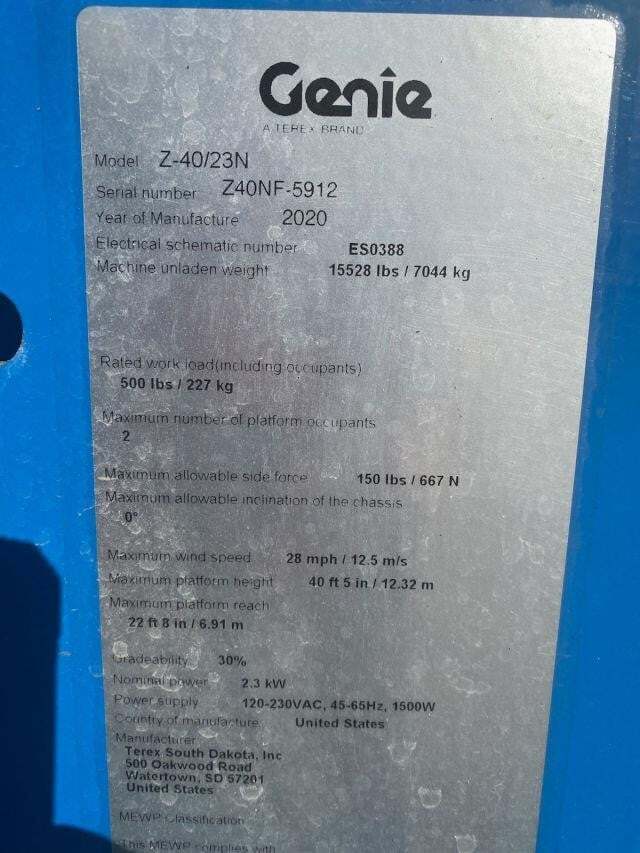 Genie
A TEREX BRAND
Model Z-40/23N
Serial number Z40NF-5912
Year of Manufacture 2020
Electrical schematic number ES0388
Machine unladen weight 15528 lbs / 7044 kg
Rated work load(including occupants)
500 lbs / 227 kg
Maximum number of platform occupants
2
Maximum allowable side force 150 lbs / 667 N
Maximum allowable inclination of the chassis
0°
Maximum wind speed 28 mph / 12.5 m/s
Maximum platform height 40 ft 5 in / 12.32 m
Maximum platform reach
22 ft 8 in / 6.91 m
Gradeability 30%
Nominal power 2.3 kW
Power supply 120-230VAC, 45-65Hz, 1500W
Country of manufacture United States
Manufacturer
Terex South Dakota, Inc
500 Oakwood Road
Watertown, SD 57201
United States
MEWP Classification
This MEWP complies with